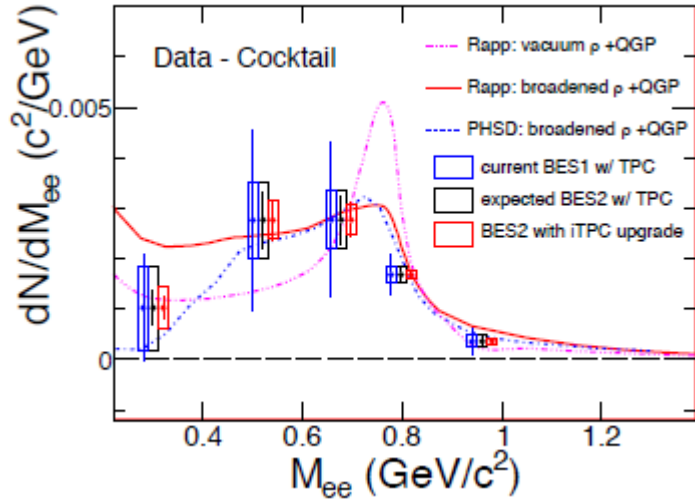 Data - Cocktail
Rapp: vacuum ρ +QGP
Rapp: broadened ρ +QGP
PHSD: broadened ρ +QGP
current BES1 w/ TPC
expected BES2 w/ TPC
BES2 with iTPC upgrade
dN/dM_ee (c²/GeV)
0.005
0
0.4 0.6 0.8 1 1.2
M_ee (GeV/c²)